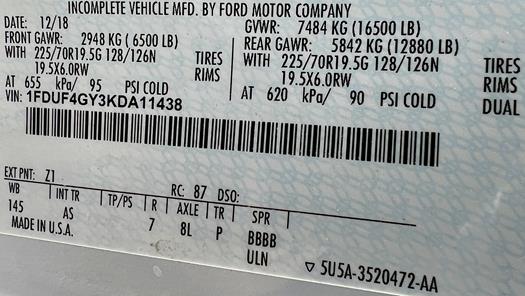 INCOMPLETE VEHICLE MFD. BY FORD MOTOR COMPANY
DATE: 12/18 GVWR: 7484 KG (16500 LB)
FRONT GAWR: 2948 KG ( 6500 LB) REAR GAWR: 5842 KG (12880 LB)
WITH 225/70R19.5G 128/126N TIRES WITH 225/70R19.5G 128/126N TIRES
19.5X6.0RW RIMS 19.5X6.0RW RIMS
AT 655 kPa/ 95 PSI COLD AT 620 kPa/ 90 PSI COLD DUAL
VIN: 1FDUF4GY3KDA11438
EXT PNT: Z1 RC: 87 DSO:
WB INT TR TP/PS R AXLE TR SPR
145 AS 7 8L P BBBB
MADE IN U.S.A. ULN
▽ 5U5A-3520472-AA